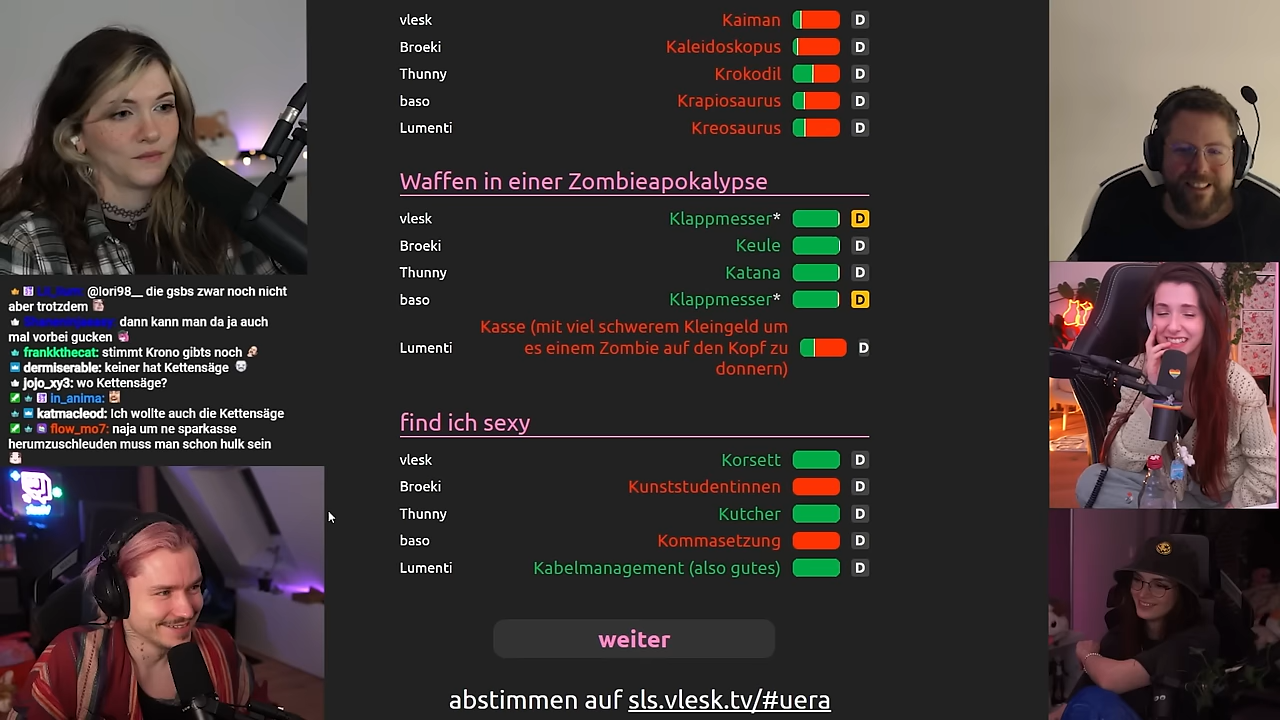 vlesk Kaiman D
Broeki Kaleidoskopus D
Thunny Krokodil D
baso Krapiosaurus D
Lumenti Kreosaurus D
Waffen in einer Zombieapokalypse
vlesk Klappmesser* D
Broeki Keule D
Thunny Katana D
baso Klappmesser* D
Lumenti Kasse (mit viel schwerem Kleingeld um
es einem Zombie auf den Kopf zu
donnern) D
find ich sexy
vlesk Korsett D
Broeki Kunststudentinnen D
Thunny Kutcher D
baso Kommasetzung D
Lumenti Kabelmanagement (also gutes) D
weiter
abstimmen auf sls.vlesk.tv/#uera
@lori98__ die gsbs zwar noch nicht
aber trotzdem
dann kann man da ja auch
mal vorbei gucken
frankkthecat: stimmt Krono gibts noch
dermiserable: keiner hat Kettensäge
jojo_xy3: wo Kettensäge?
in_anima:
katmacleod: Ich wollte auch die Kettensäge
flow_mo7: naja um ne sparkasse
herumzuschleuden muss man schon hulk sein